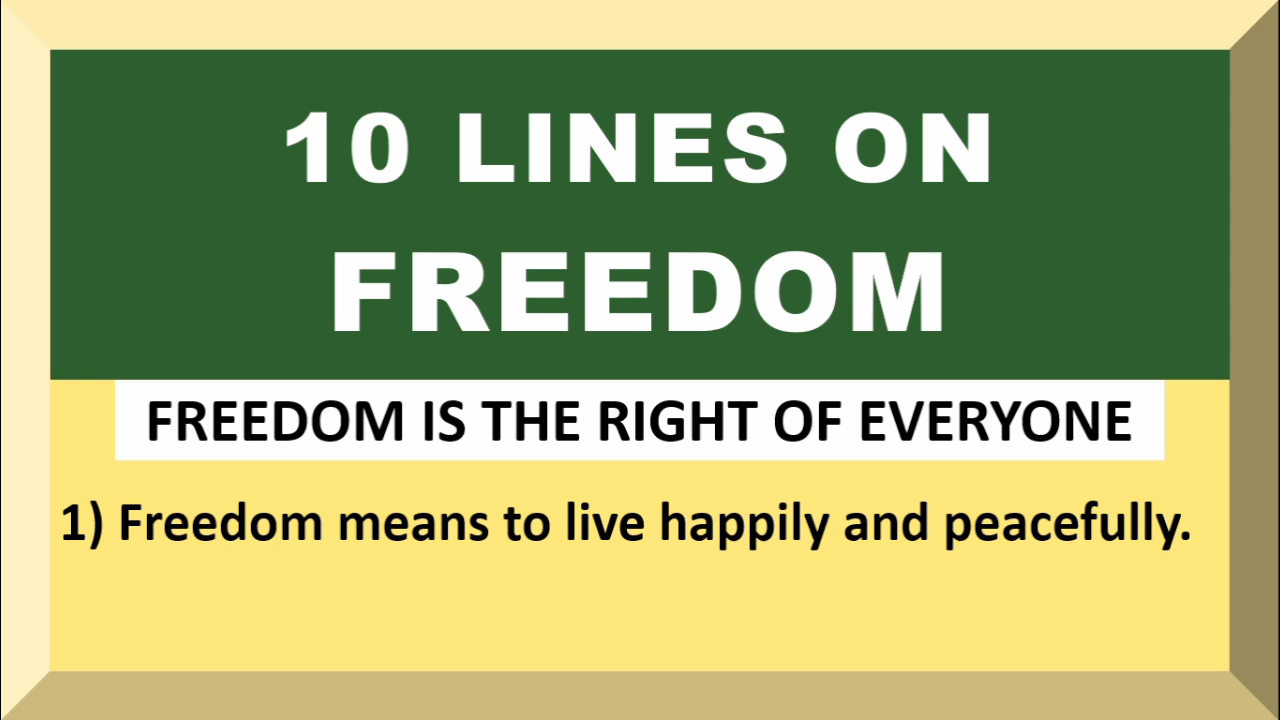 10 LINES ON
FREEDOM
FREEDOM IS THE RIGHT OF EVERYONE
1) Freedom means to live happily and peacefully.